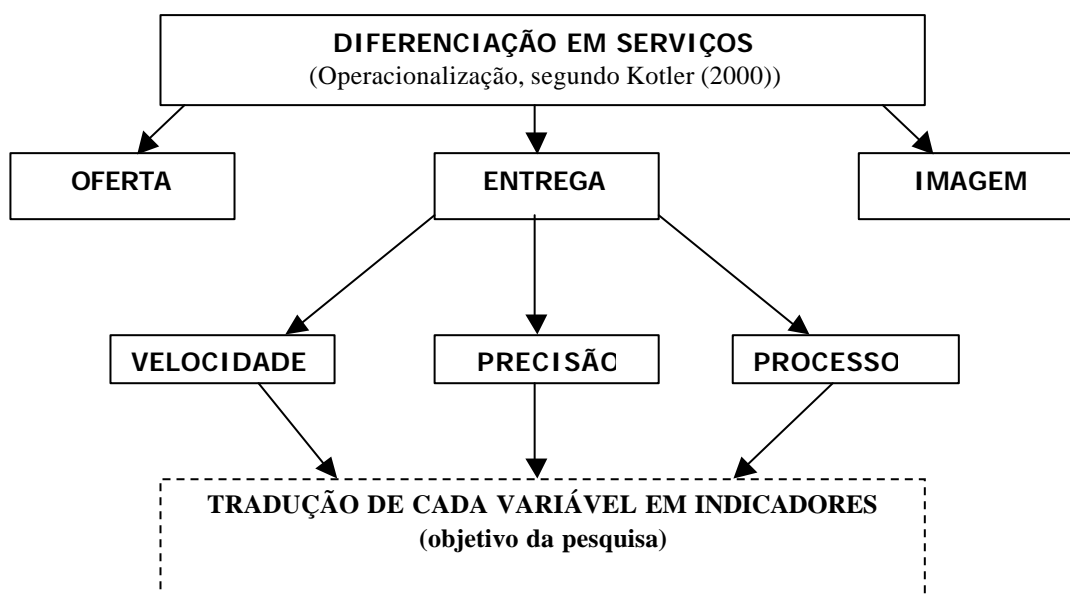 DIFERENCIAÇÃO EM SERVIÇOS
(Operacionalização, segundo Kotler (2000))
OFERTA
ENTREGA
IMAGEM
VELOCIDADE
PRECISÃO
PROCESSO
TRADUÇÃO DE CADA VARIÁVEL EM INDICADORES
(objetivo da pesquisa)